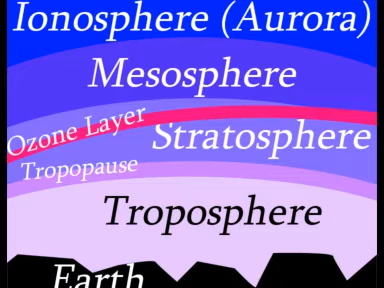 Ionosphere (Aurora)
Mesosphere
Ozone Layer
Stratosphere
Tropopause
Troposphere
Earth